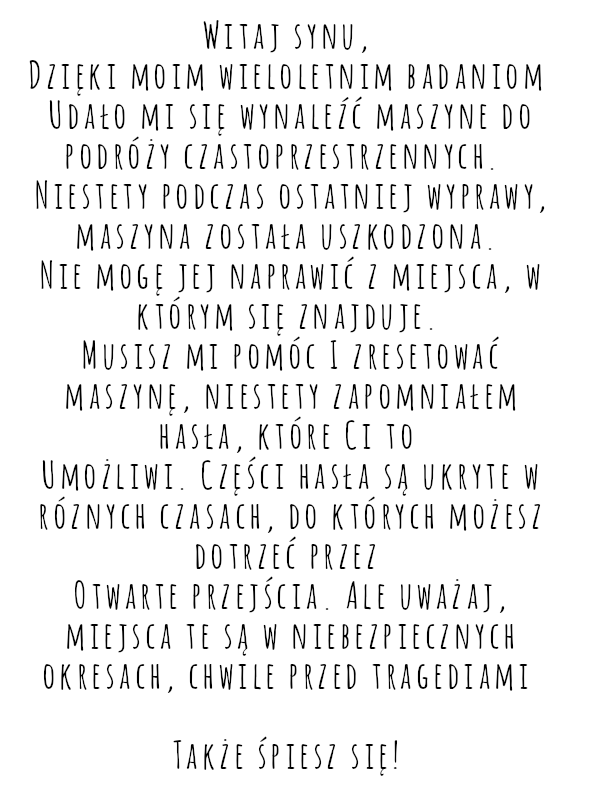 Witaj synu,
Dzięki moim wieloletnim badaniom
Udało mi się wynaleźć maszyne do
podróży czastoprzestrzennych.
Niestety podczas ostatniej wyprawy,
maszyna została uszkodzona.
Nie mogę jej naprawić z miejsca, w
którym się znajduje.
Musisz mi pomóc I zresetować
maszynę, niestety zapomniałem
hasła, które Ci to
Umożliwi. Części hasła są ukryte w
róznych czasach, do których możesz
dotrzeć przez
Otwarte przejścia. Ale uważaj,
miejsca te są w niebezpiecznych
okresach, chwile przed tragediami
Także śpiesz się!